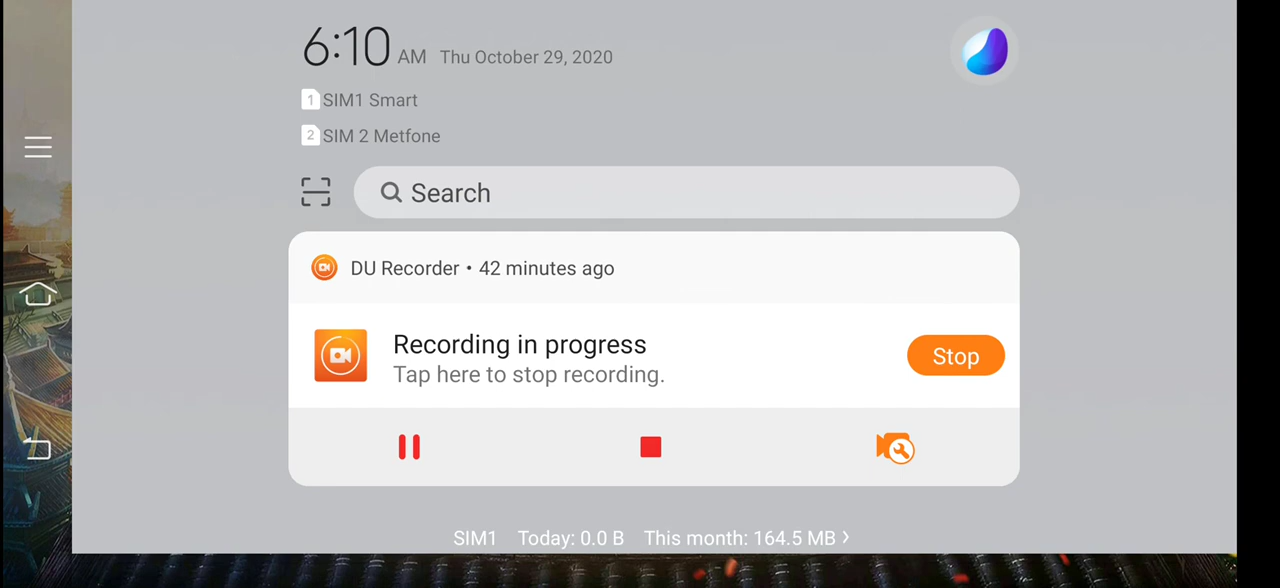 6:10 AM Thu October 29, 2020
1 SIM1 Smart
2 SIM 2 Metfone
Search
DU Recorder • 42 minutes ago
Recording in progress
Tap here to stop recording.
Stop
SIM1 Today: 0.0 B This month: 164.5 MB ›